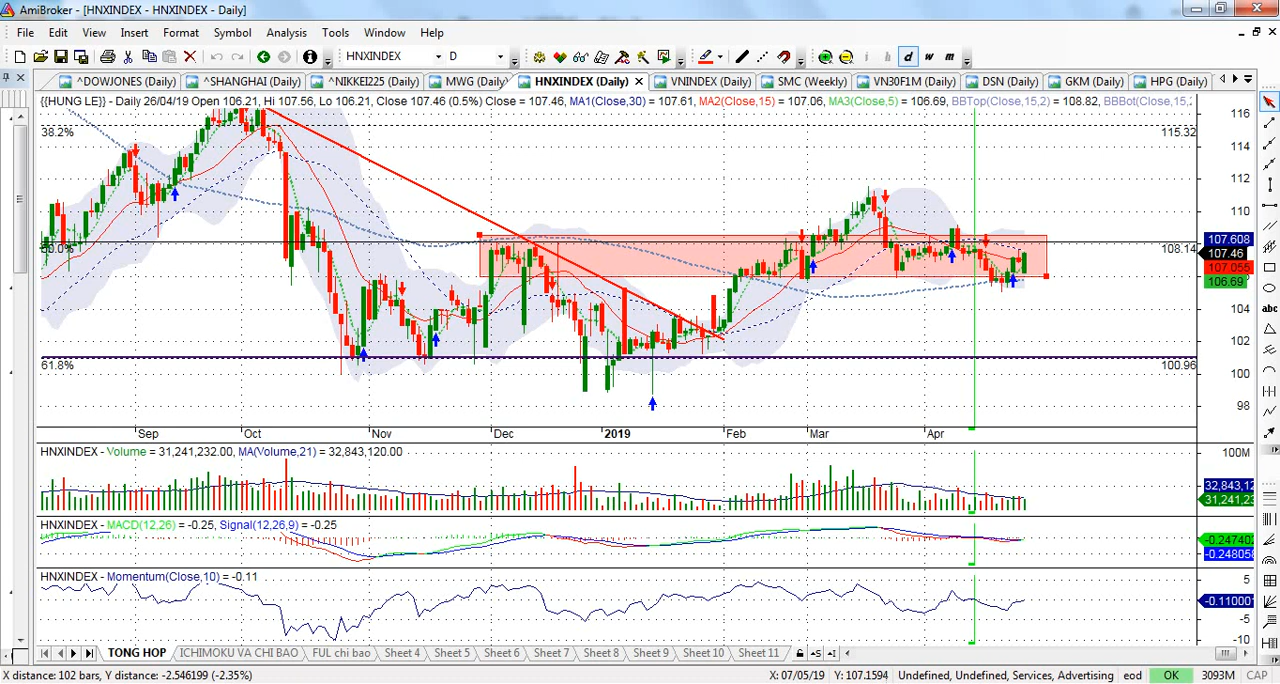 AmiBroker - [HNXINDEX - HNXINDEX - Daily]
File Edit View Insert Format Symbol Analysis Tools Window Help
HNXINDEX D i h d w m
^DOWJONES (Daily) ^SHANGHAI (Daily) ^NIKKEI225 (Daily) MWG (Daily) HNXINDEX (Daily) VNINDEX (Daily) SMC (Weekly) VN30F1M (Daily) DSN (Daily) GKM (Daily) HPG (Daily)
{{HUNG LE}} - Daily 26/04/19 Open 106.21, Hi 107.56, Lo 106.21, Close 107.46 (0.5%) Close = 107.46, MA1(Close,30) = 107.61, MA2(Close,15) = 107.06, MA3(Close,5) = 106.69, BBTop(Close,15,2) = 108.82, BBBot(Close,15,2
116
38.2% 115.32
114
112
110
50.0% 108.14
107.608
107.46
107.055
106.69
104
102
61.8% 100.96
100
98
Sep Oct Nov Dec 2019 Feb Mar Apr
HNXINDEX - Volume = 31,241,232.00, MA(Volume,21) = 32,843,120.00
100M
32,843,12
31,241,23
HNXINDEX - MACD(12,26) = -0.25, Signal(12,26,9) = -0.25
-0.247402
-0.248058
HNXINDEX - Momentum(Close,10) = -0.11
5
-0.110001
-5
-10
TONG HOP ICHIMOKU VA CHI BAO FUL chi bao Sheet 4 Sheet 5 Sheet 6 Sheet 7 Sheet 8 Sheet 9 Sheet 10 Sheet 11
X distance: 102 bars, Y distance: -2.546199 (-2.35%) X: 07/05/19 Y: 107.1594 Undefined, Undefined, Services, Advertising eod OK 3093M CAP
abc